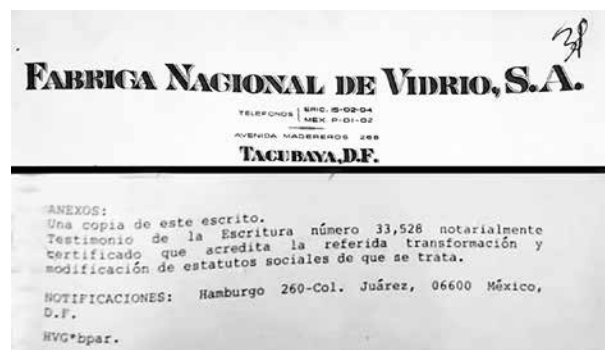 38
FABRICA NACIONAL DE VIDRIO, S.A.
TELEFONOS ERIC. 15-02-04
MEX. P-01-02
AVENIDA MADEREROS 268
TACUBAYA, D.F.
ANEXOS:
Una copia de este escrito.
Testimonio de la Escritura número 33,528 notarialmente
certificado que acredita la referida transformación y
modificación de estatutos sociales de que se trata.
NOTIFICACIONES: Hamburgo 260-Col. Juárez, 06600 México,
D.F.
HVG*bpar.